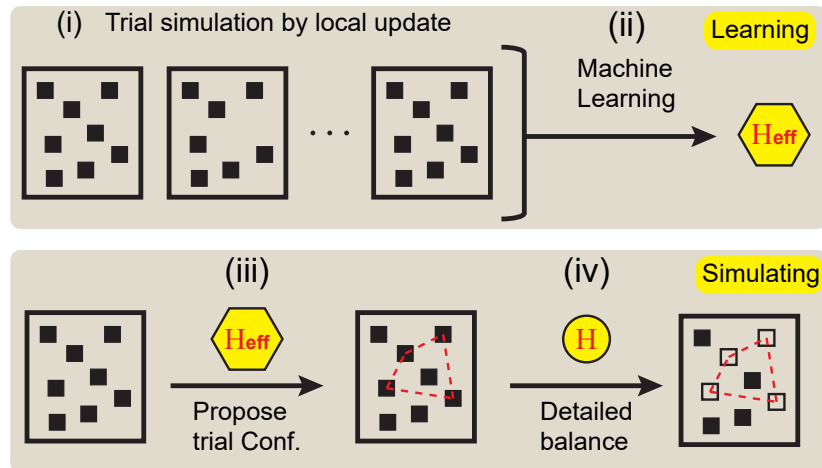 (i) Trial simulation by local update
(ii)
Learning
Machine
Learning
Heff
. . .
(iii)
(iv)
Simulating
Heff
H
Propose
trial Conf.
Detailed
balance